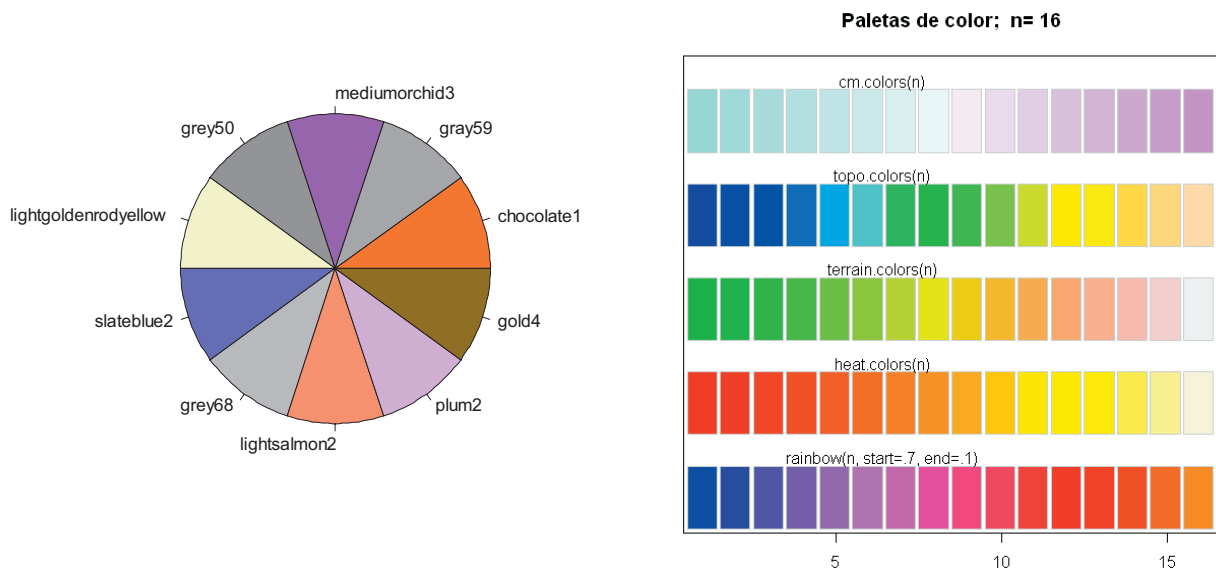 mediumorchid3
grey50
gray59
lightgoldenrodyellow
chocolate1
slateblue2
gold4
grey68
plum2
lightsalmon2
Paletas de color; n= 16
cm.colors(n)
topo.colors(n)
terrain.colors(n)
heat.colors(n)
rainbow(n, start=.7, end=.1)
5 10 15